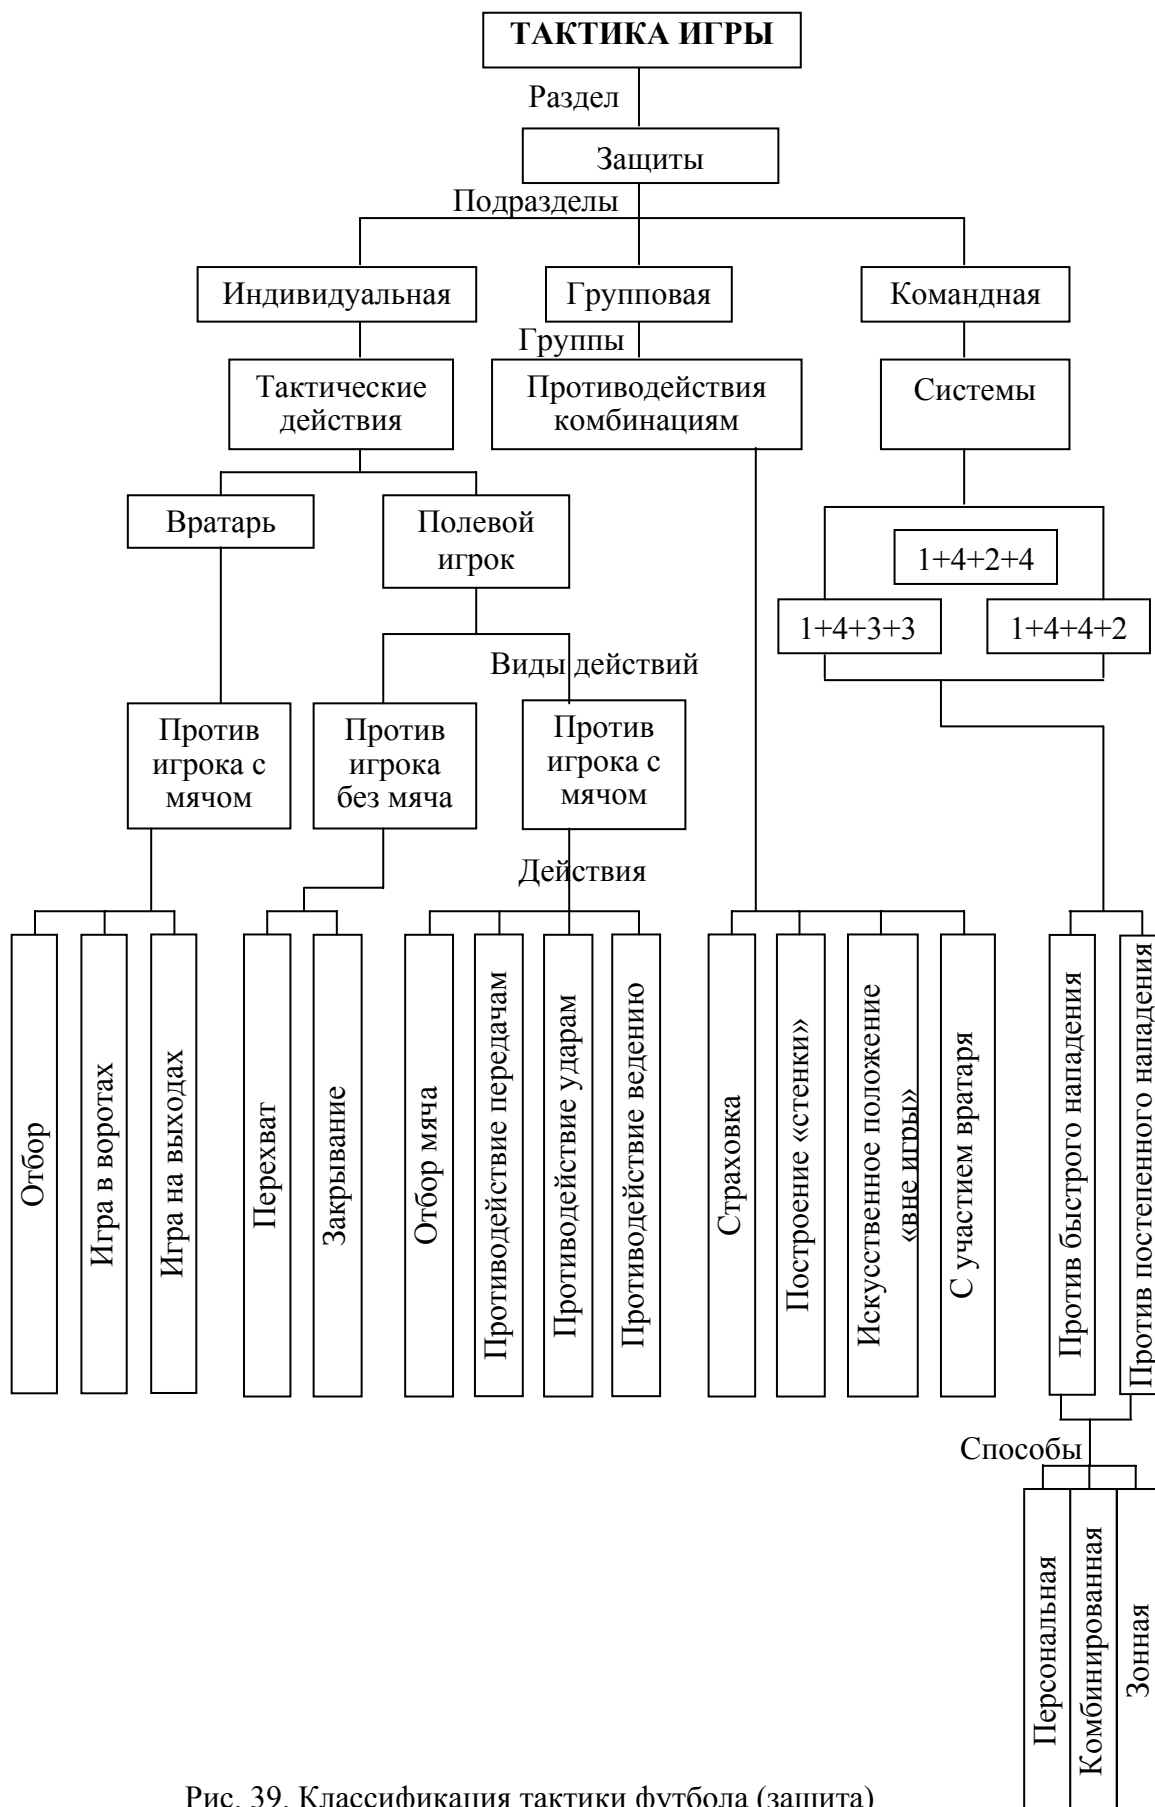 ТАКТИКА ИГРЫ
Раздел
Защиты
Подразделы
Индивидуальная
Групповая
Командная
Группы
Тактические
действия
Противодействия
комбинациям
Системы
Вратарь
Полевой
игрок
1+4+2+4
1+4+3+3
1+4+4+2
Виды действий
Против
игрока с
мячом
Против
игрока
без мяча
Против
игрока с
мячом
Действия
Отбор
Игра в воротах
Игра на выходах
Перехват
Закрывание
Отбор мяча
Противодействие передачам
Противодействие ударам
Противодействие ведению
Страховка
Построение «стенки»
Искусственное положение
«вне игры»
С участием вратаря
Против быстрого нападения
Против постепенного нападения
Способы
Персональная
Комбинированная
Зонная
Рис. 39. Классификация тактики футбола (защита)